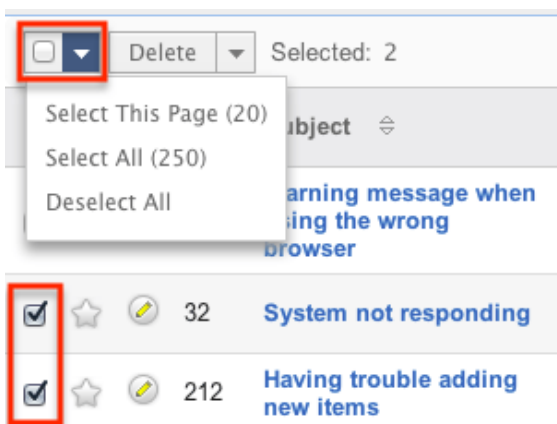 Delete Selected: 2
Select This Page (20)
Select All (250)
Deselect All
ubject
arning message when
sing the wrong
browser
32 System not responding
212 Having trouble adding
new items